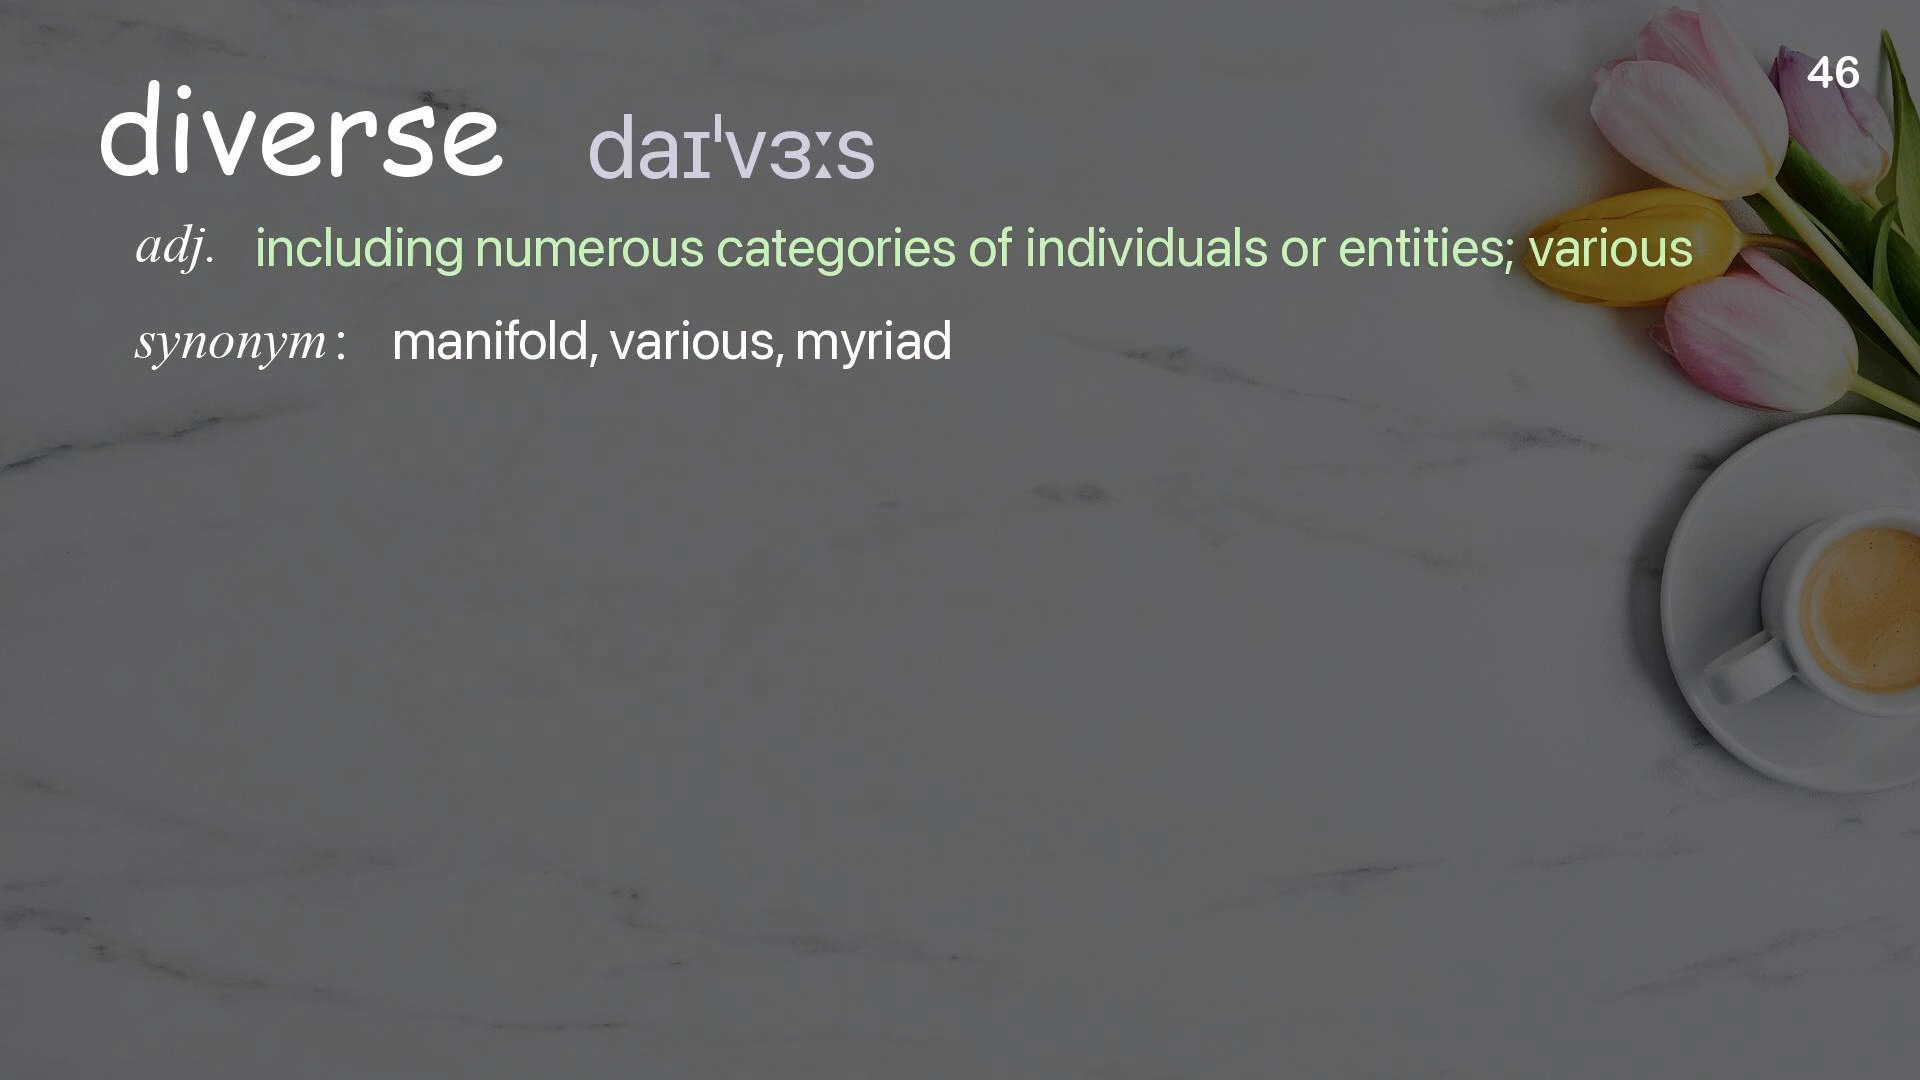 46
diverse daɪˈvɜːs
adj. including numerous categories of individuals or entities; various
synonym : manifold, various, myriad